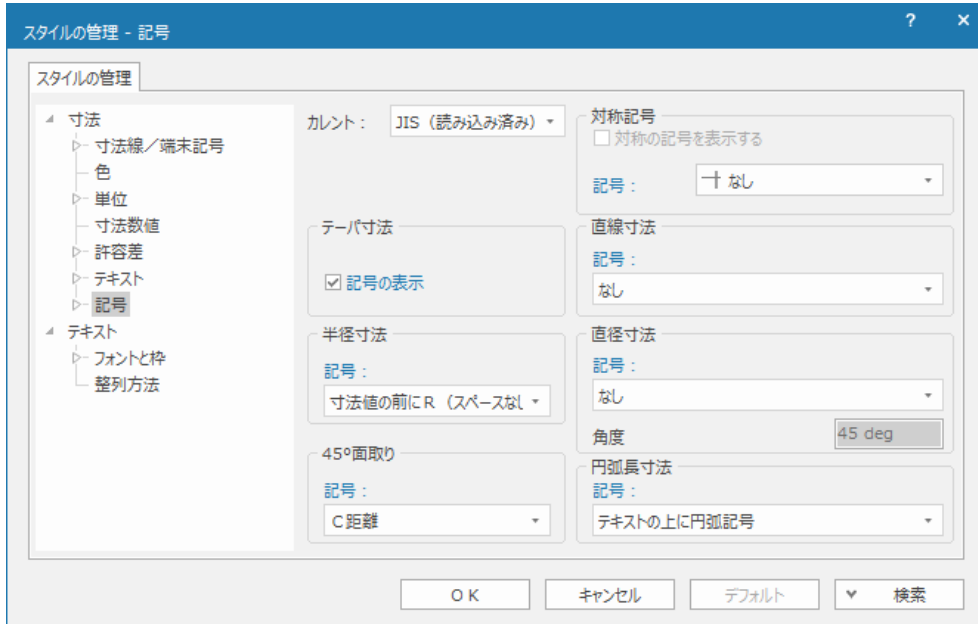 スタイルの管理 - 記号
?
スタイルの管理
寸法
寸法線／端末記号
色
単位
寸法数値
許容差
テキスト
記号
テキスト
フォントと枠
整列方法
カレント：
JIS（読み込み済み）
対称記号
対称の記号を表示する
記号：
なし
テーパ寸法
記号の表示
直線寸法
記号：
なし
半径寸法
記号：
寸法値の前にR（スペースなし
直径寸法
記号：
なし
角度
45 deg
45º面取り
記号：
C距離
円弧長寸法
記号：
テキストの上に円弧記号
OK
キャンセル
デフォルト
検索